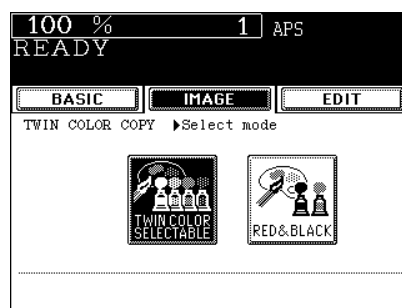 100 % 1 APS
READY
BASIC IMAGE EDIT
TWIN COLOR COPY ▶Select mode
TWIN COLOR
SELECTABLE
RED&BLACK